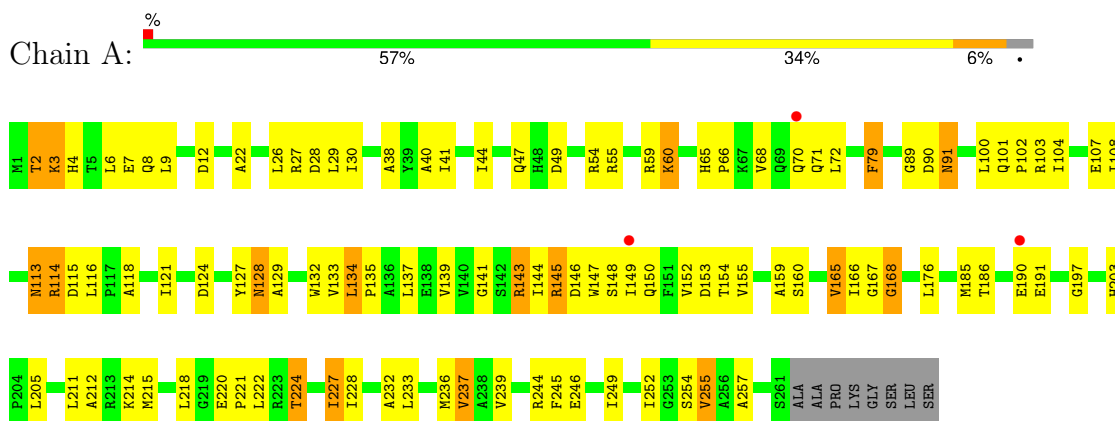 %
Chain A:
57% 34% 6% •
M1 T2 K3 H4 T5 L6 E7 Q8 L9 D12 A22 L26 R27 D28 L29 I30 A38 Y39 A40 I41 I44 Q47 H48 D49 R54 R55 R59 K60 H65 P66 K67 V68 Q69 Q70 Q71 L72 F79 G89 D90 N91 L100 Q101 P102 R103 I104 E107 I108
N113 R114 D115 L116 P117 A118 I121 D124 Y127 N128 A129 W132 V133 L134 P135 A136 L137 E138 V139 V140 G141 S142 R143 I144 R145 D146 W147 S148 I149 Q150 F151 V152 D153 T154 V155 A159 S160 V165 I166 G167 G168 L176 M185 T186 E190 E191 G197 H203
P204 L205 L211 A212 R213 K214 M215 L218 G219 E220 P221 L222 R223 T224 I227 I228 A232 L233 M236 V237 A238 V239 R244 F245 E246 I249 I252 G253 S254 V255 A256 A257 S261 ALA ALA PRO LYS GLY SER LEU SER